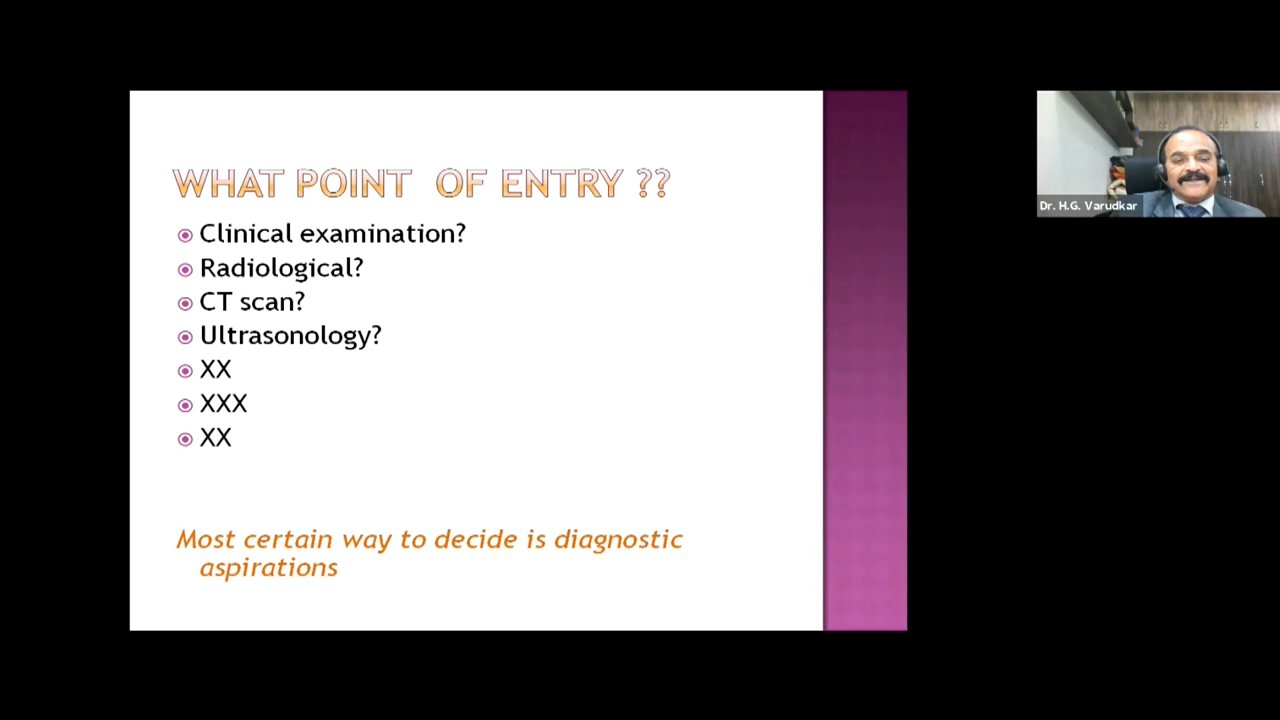 WHAT POINT OF ENTRY ??
Clinical examination?
Radiological?
CT scan?
Ultrasonology?
XX
XXX
XX
Most certain way to decide is diagnostic
aspirations
Dr. H.G. Varudkar